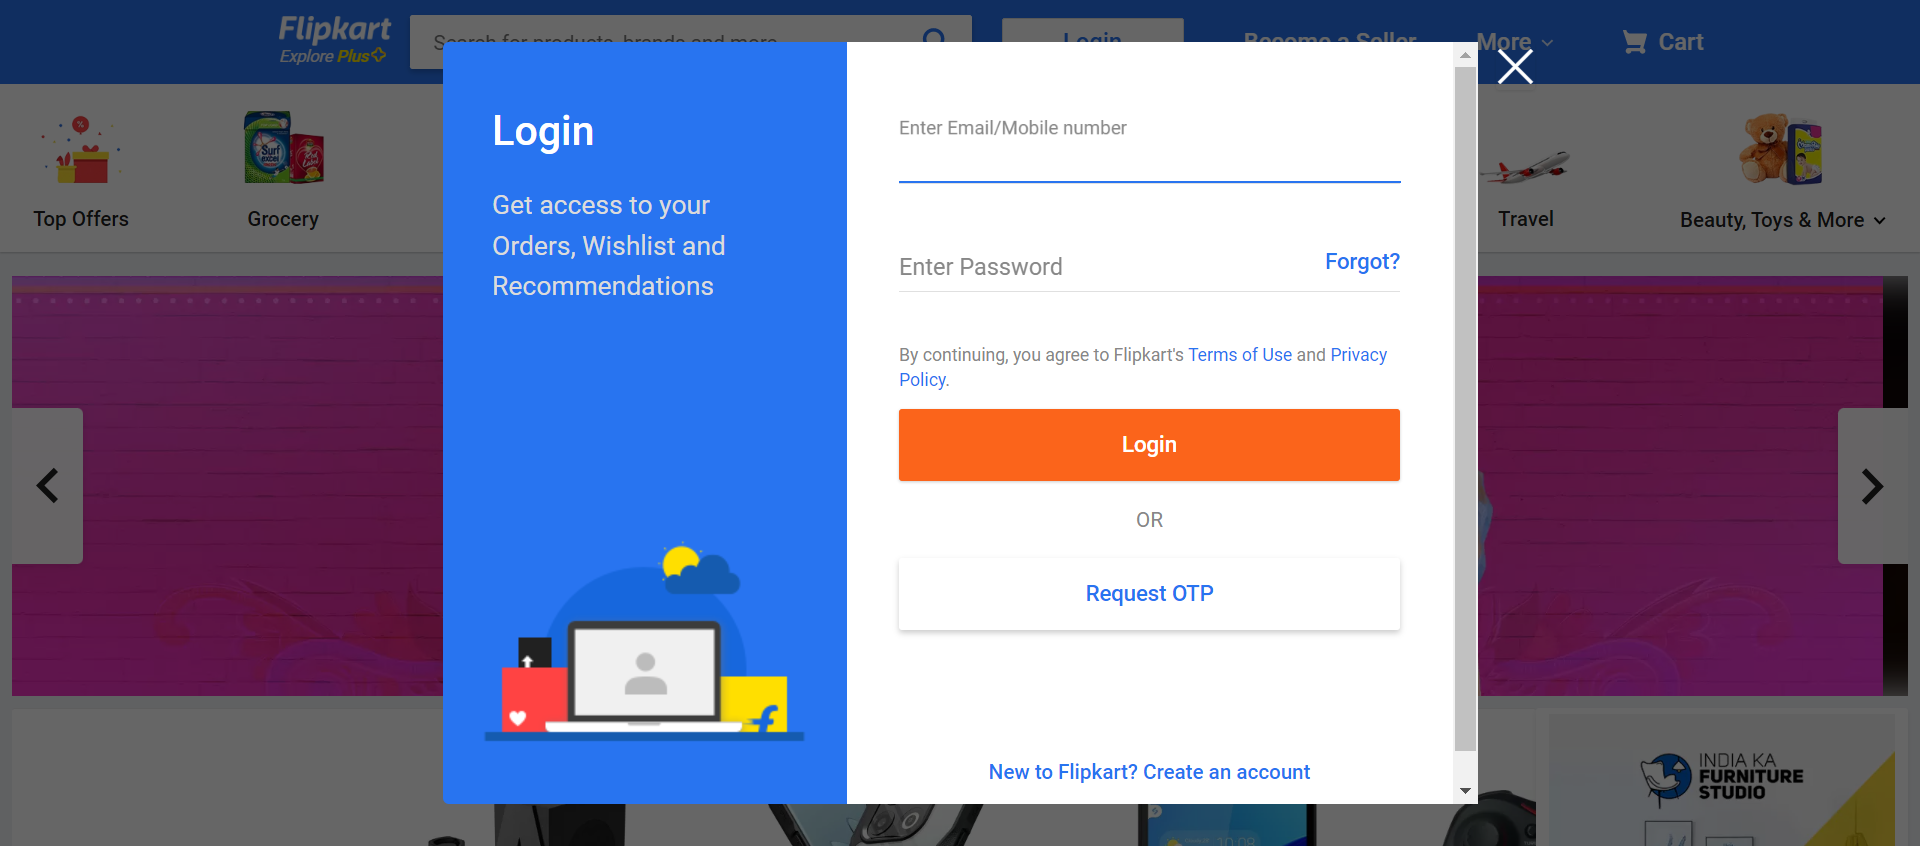 Flipkart
Explore Plus
Search for products, brands and more
Login
Become a Seller
More
Cart
Top Offers
Grocery
Travel
Beauty, Toys & More
Surf
excel
Login
Get access to your
Orders, Wishlist and
Recommendations
Enter Email/Mobile number
Enter Password
Forgot?
By continuing, you agree to Flipkart's Terms of Use and Privacy
Policy.
Login
OR
Request OTP
New to Flipkart? Create an account
INDIA KA
FURNITURE
STUDIO